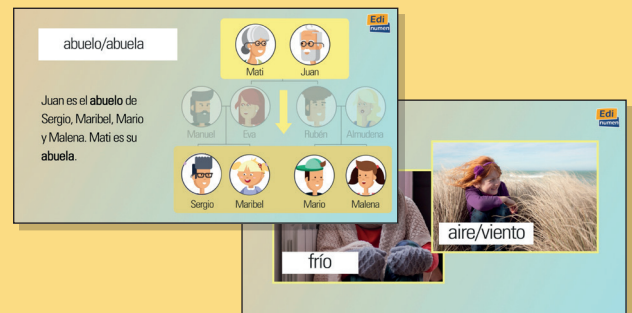 abuelo/abuela
Edi
numen
Mati Juan
Juan es el abuelo de
Sergio, Maribel, Mario
y Malena. Mati es su
abuela.
Manuel Eva Rubén Almudena
Sergio Maribel Mario Malena
Edi
numen
aire/viento
frío